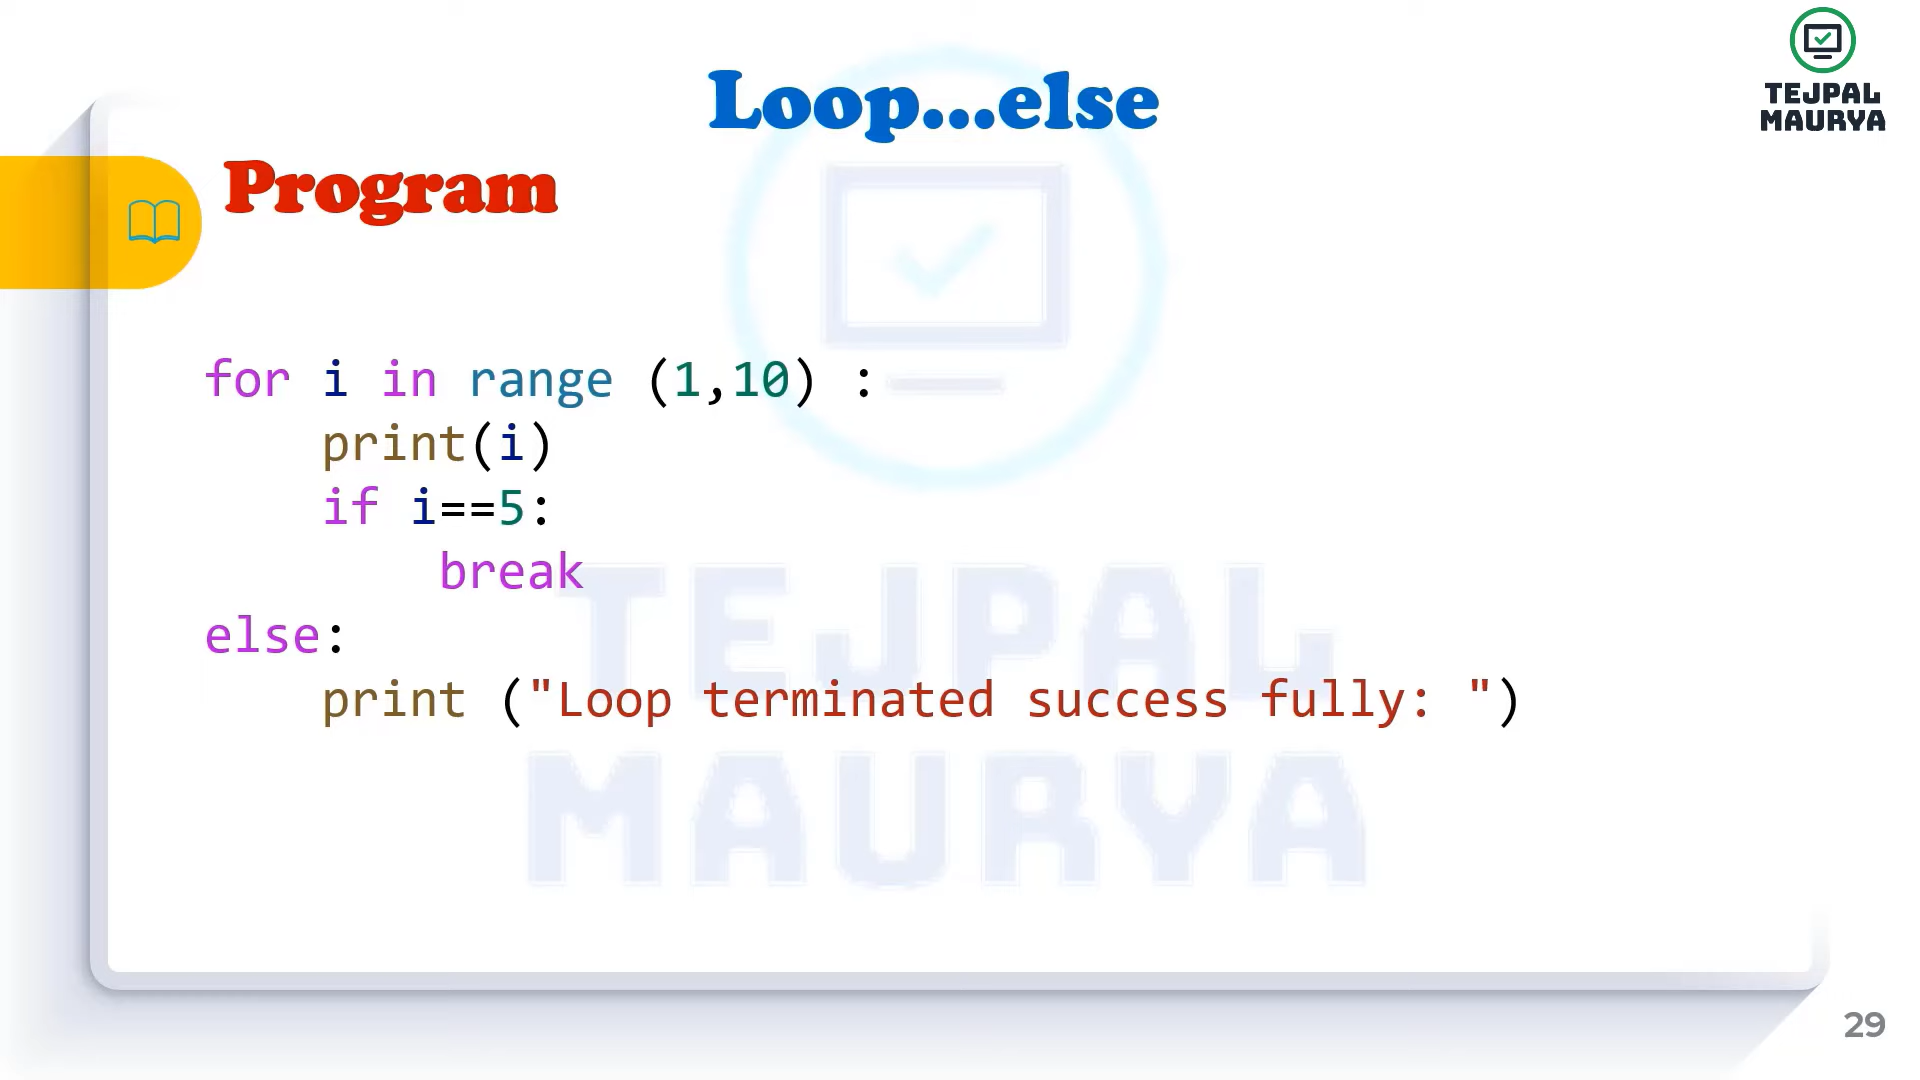 Loop...else
TEJPAL
MAURYA
Program
for i in range (1,10) :
    print(i)
    if i==5:
        break
else:
    print ("Loop terminated success fully: ")
TEJPAL
MAURYA
29